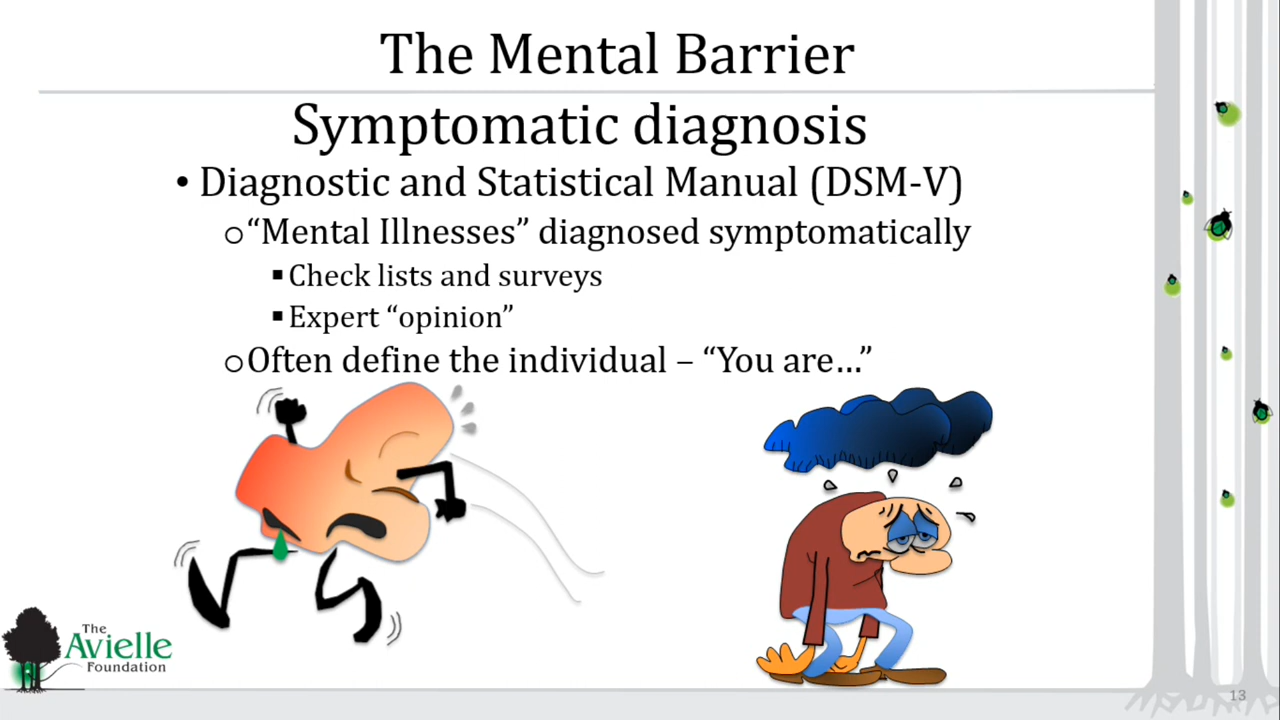 The Mental Barrier
Symptomatic diagnosis
• Diagnostic and Statistical Manual (DSM-V)
o “Mental Illnesses” diagnosed symptomatically
▪ Check lists and surveys
▪ Expert “opinion”
o Often define the individual – “You are…”
The
Avielle
Foundation
13